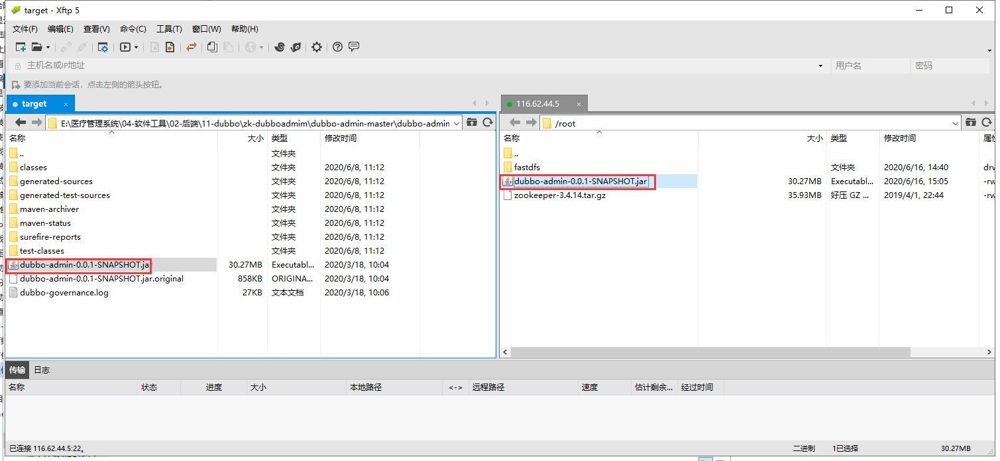 target - Xftp 5
文件(F) 编辑(E) 查看(V) 命令(C) 工具(T) 窗口(W) 帮助(H)
主机名或IP地址 用户名 密码
要添加当前会话，点击左侧的箭头按钮。
target × 116.62.44.5 ×
E:\医疗管理系统\04-软件工具\02-后端\11-dubbo\zk-dubboadmim\dubbo-admin-master\dubbo-admin /root
名称 大小 类型 修改时间 名称 大小 类型 修改时间 属性
.. 文件夹 ..
classes 文件夹 2020/6/8, 11:12 fastdfs 文件夹 2020/6/16, 14:40 drw
generated-sources 文件夹 2020/6/8, 11:12 dubbo-admin-0.0.1-SNAPSHOT.jar 30.27MB Executabl... 2020/6/16, 15:05 -rw
generated-test-sources 文件夹 2020/6/8, 11:12 zookeeper-3.4.14.tar.gz 35.93MB 好压 GZ ... 2019/4/1, 22:44 -rw
maven-archiver 文件夹 2020/6/8, 11:12
maven-status 文件夹 2020/6/8, 11:12
surefire-reports 文件夹 2020/6/8, 11:12
test-classes 文件夹 2020/6/8, 11:12
dubbo-admin-0.0.1-SNAPSHOT.jar 30.27MB Executabl... 2020/3/18, 10:04
dubbo-admin-0.0.1-SNAPSHOT.jar.original 858KB ORIGINA... 2020/3/18, 10:04
dubbo-governance.log 27KB 文本文档 2020/3/18, 10:06
传输 日志
名称 状态 进度 大小 本地路径 <-> 远程路径 速度 估计剩余... 经过时间
已连接 116.62.44.5:22。 二进制 1已选择 30.27MB